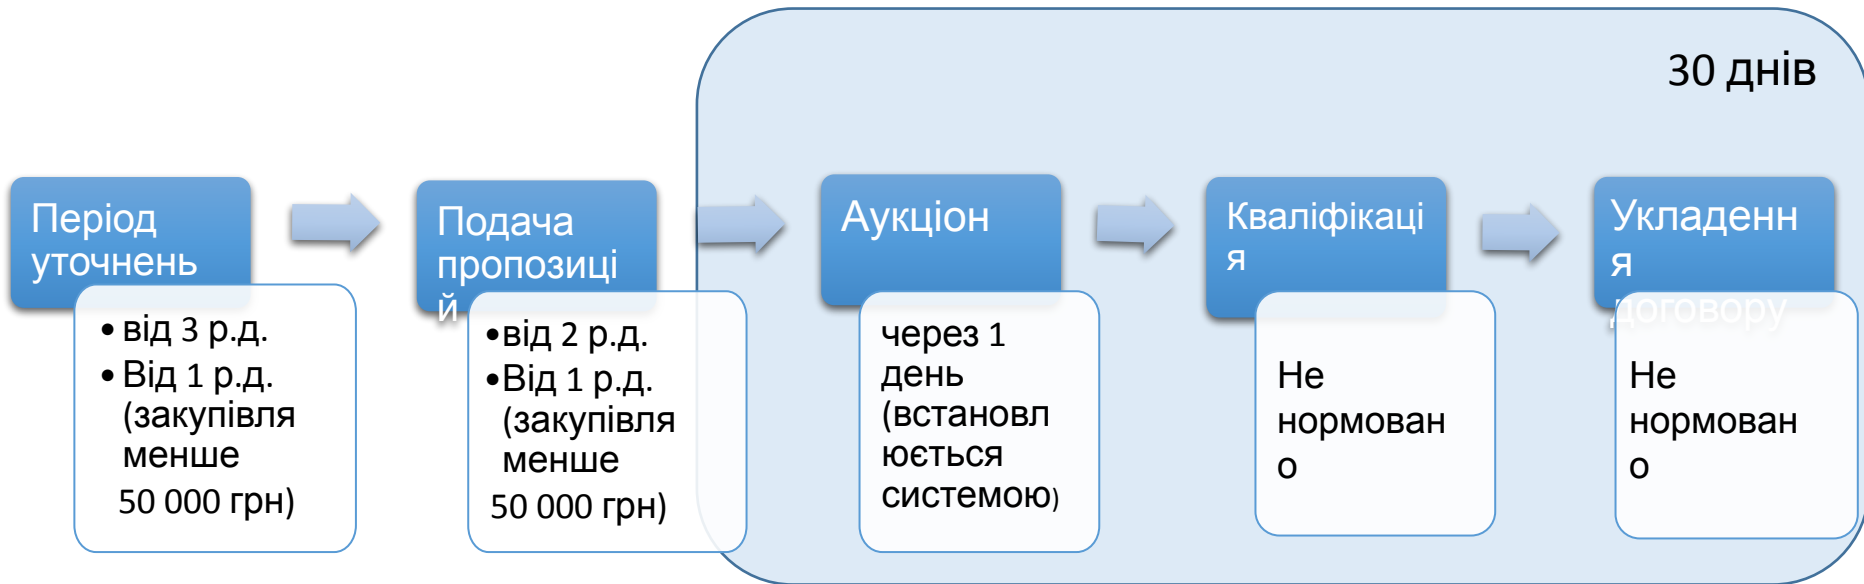 30 днів
Період
уточнень
• від 3 р.д.
• Від 1 р.д.
(закупівля
менше
50 000 грн)
Подача
пропозиці
й
•від 2 р.д.
•Від 1 р.д.
(закупівля
менше
50 000 грн)
Аукціон
через 1
день
(встановл
юється
системою)
Кваліфікаці
я
Не
нормован
о
Укладенн
я
договору
Не
нормован
о